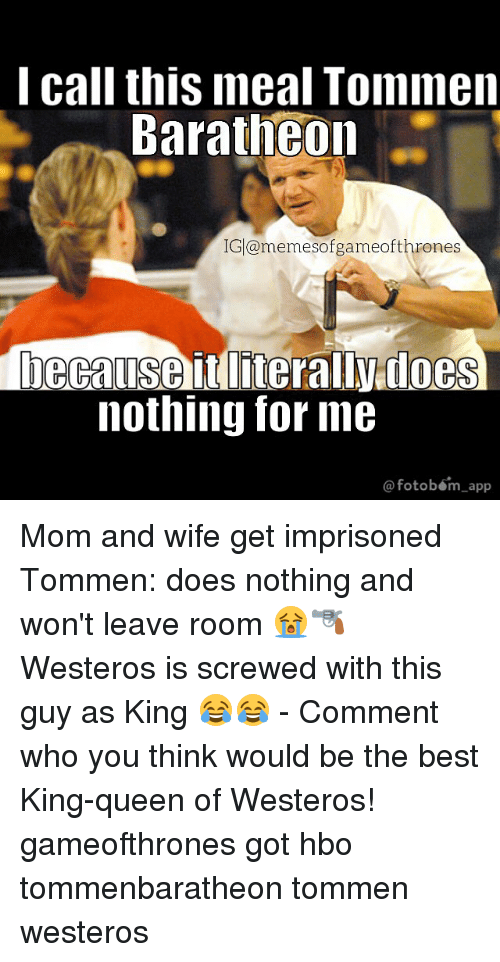 I call this meal Tommen
Baratheon
IG|@memesofgameofthrones
because it literally does
nothing for me
@fotobom_app
Mom and wife get imprisoned
Tommen: does nothing and
won't leave room 😭🔫
Westeros is screwed with this
guy as King 😂😂 - Comment
who you think would be the best
King-queen of Westeros!
gameofthrones got hbo
tommenbaratheon tommen
westeros